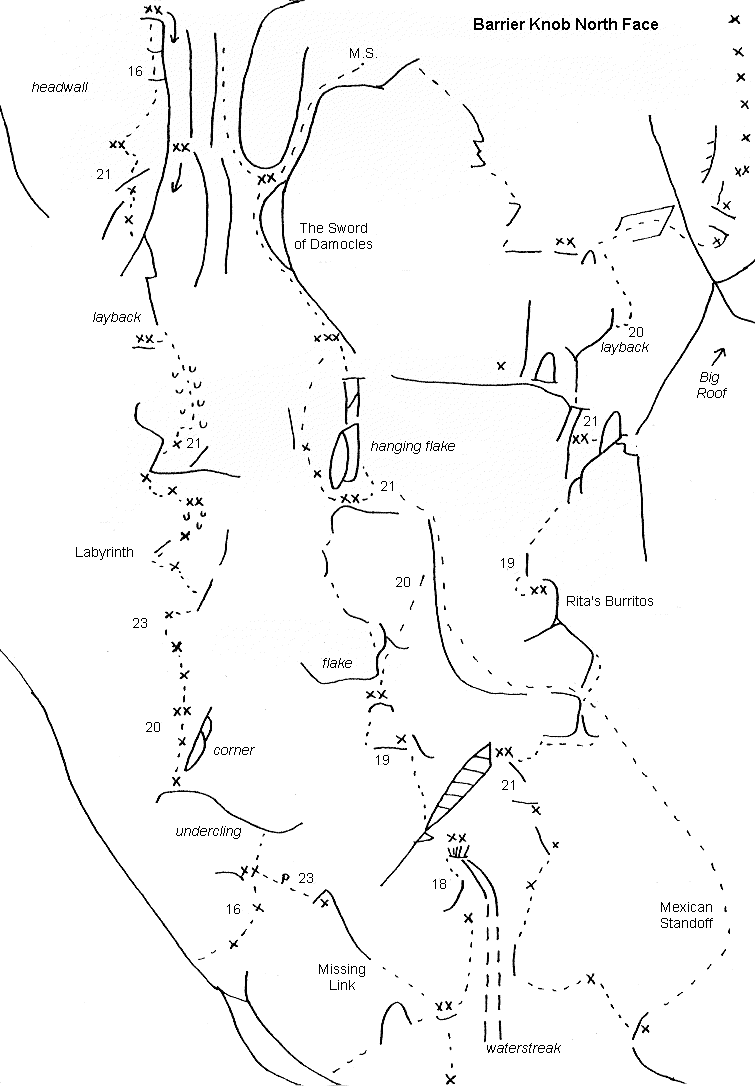 Barrier Knob North Face
M.S.
16
headwall
21
The Sword
of Damocles
layback
20
layback
Big
Roof
21
21
hanging flake
21
Labyrinth
20
19
Rita's Burritos
23
flake
20
corner
19
21
undercling
23
18
16
Mexican
Standoff
Missing
Link
waterstreak